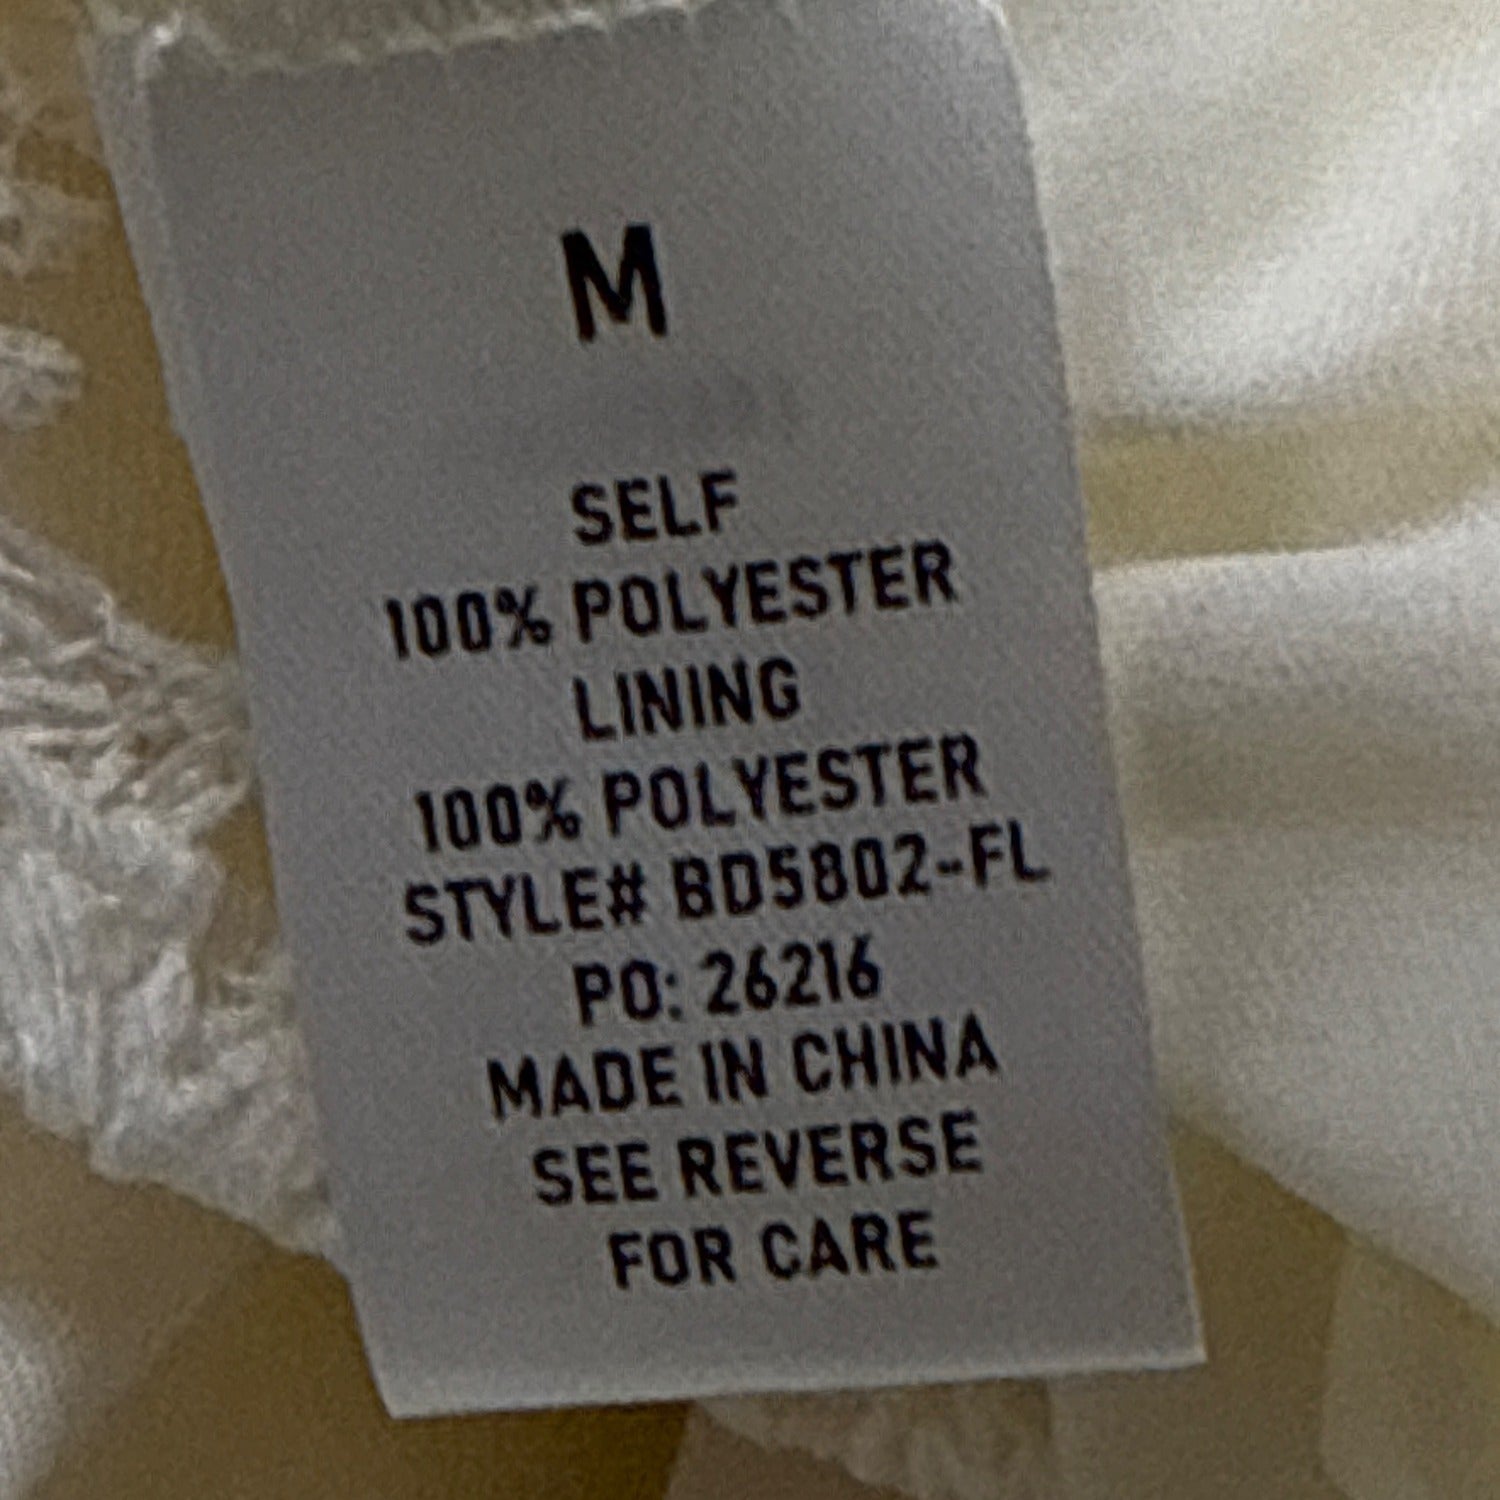 M
SELF
100% POLYESTER
LINING
100% POLYESTER
STYLE# BD5802-FL
PO: 26216
MADE IN CHINA
SEE REVERSE
FOR CARE